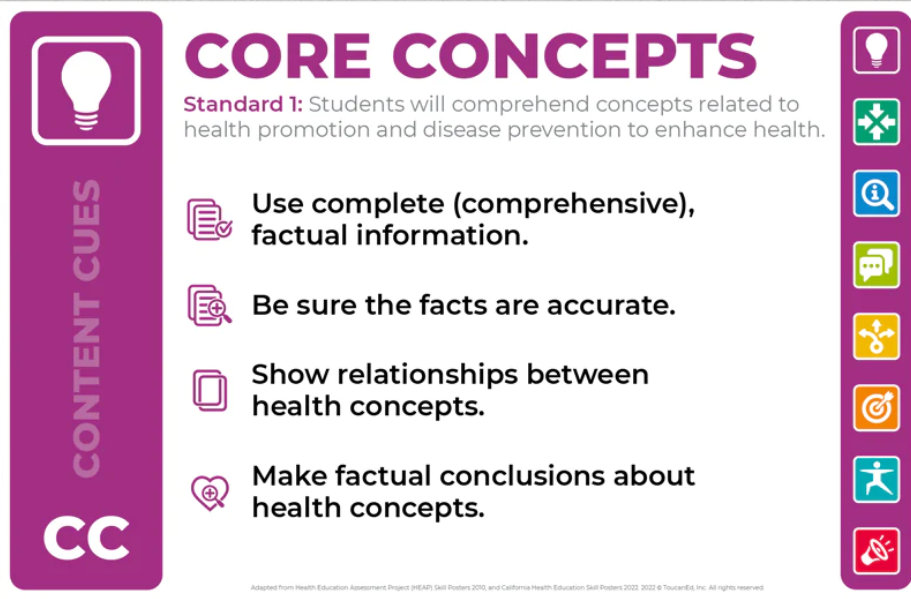 CONTENT CUES
CC
CORE CONCEPTS
Standard 1: Students will comprehend concepts related to
health promotion and disease prevention to enhance health.
Use complete (comprehensive),
factual information.
Be sure the facts are accurate.
Show relationships between
health concepts.
Make factual conclusions about
health concepts.
Adapted from Health Education Assessment Project (HEAP) Skill Posters 2010, and California Health Education Skill Posters 2022. 2022 © ToucanEd, Inc. All rights reserved.